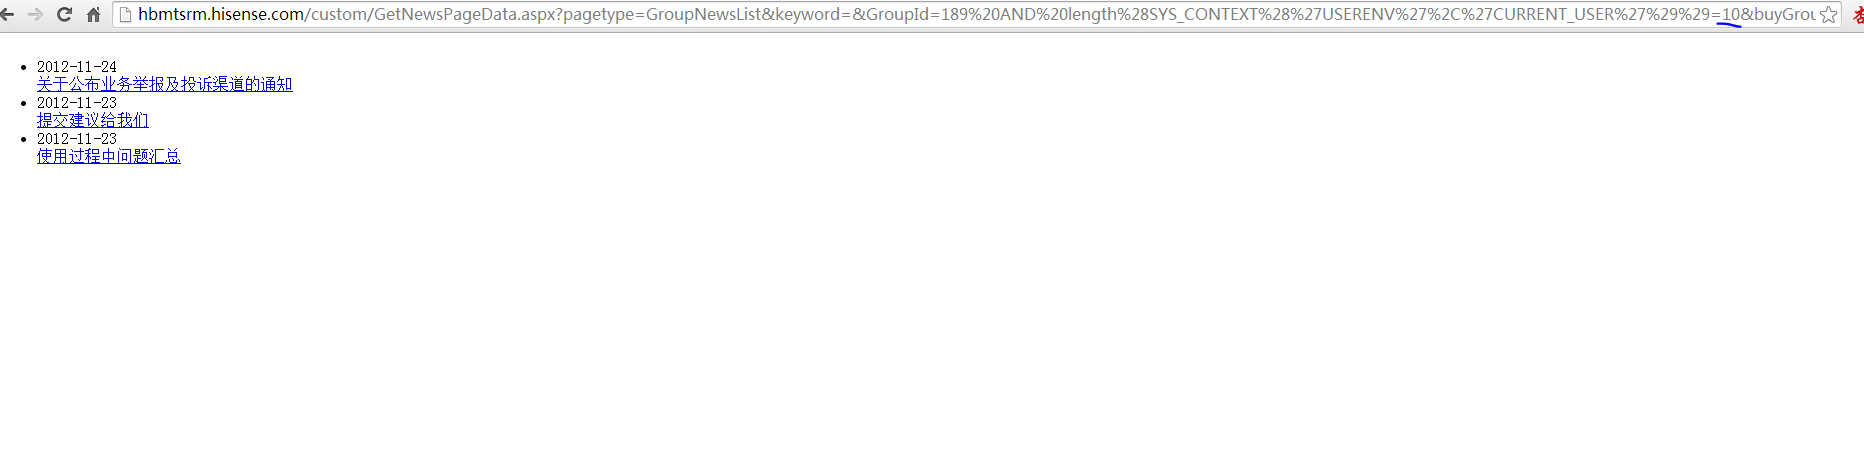 hbmtsrm.hisense.com/custom/GetNewsPageData.aspx?pagetype=GroupNewsList&keyword=&GroupId=189%20AND%20length%28SYS_CONTEXT%28%27USERENV%27%2C%27CURRENT_USER%27%29%29=10&buyGrou
2012-11-24
关于公布业务举报及投诉渠道的通知
2012-11-23
提交建议给我们
2012-11-23
使用过程中问题汇总